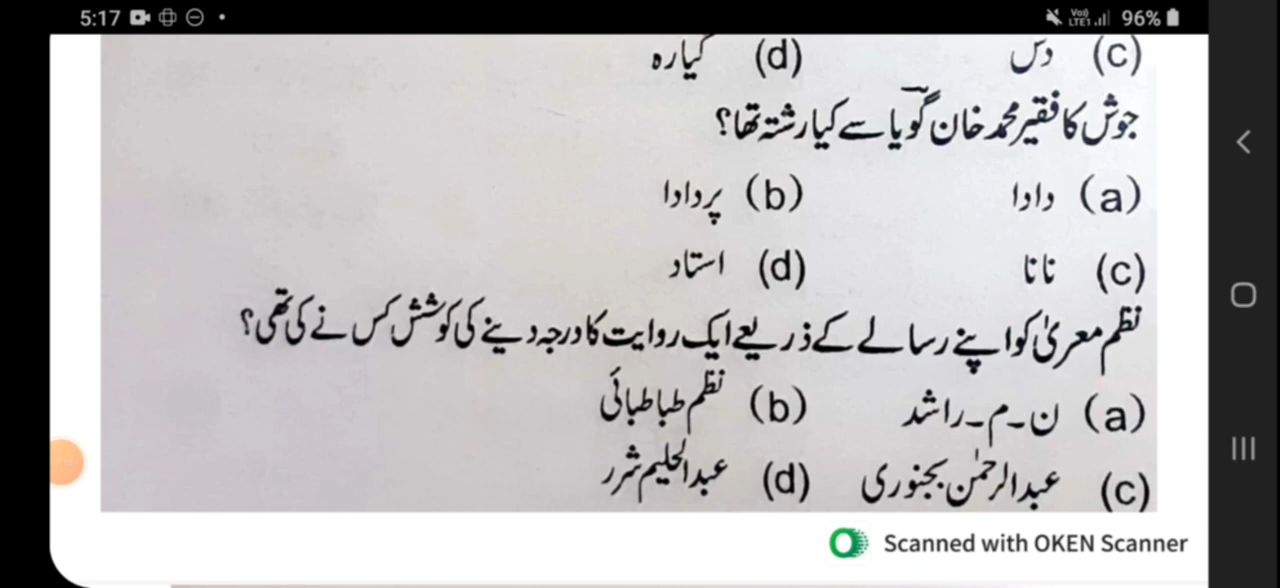 5:17
Vo)) LTE1 96%
(c) دس (d) گیارہ
جوش کا فقیر محمد خان گویا سے کیا رشتہ تھا؟
(a) دادا (b) پردادا
(c) نانا (d) استاد
نظم معریٰ کو اپنے رسالے کے ذریعے ایک روایت کا درجہ دینے کی کوشش کس نے کی تھی؟
(a) ن۔م۔راشد (b) نظم طباطبائی
(c) عبدالرحمٰن بجنوری (d) عبدالحلیم شرر
Scanned with OKEN Scanner